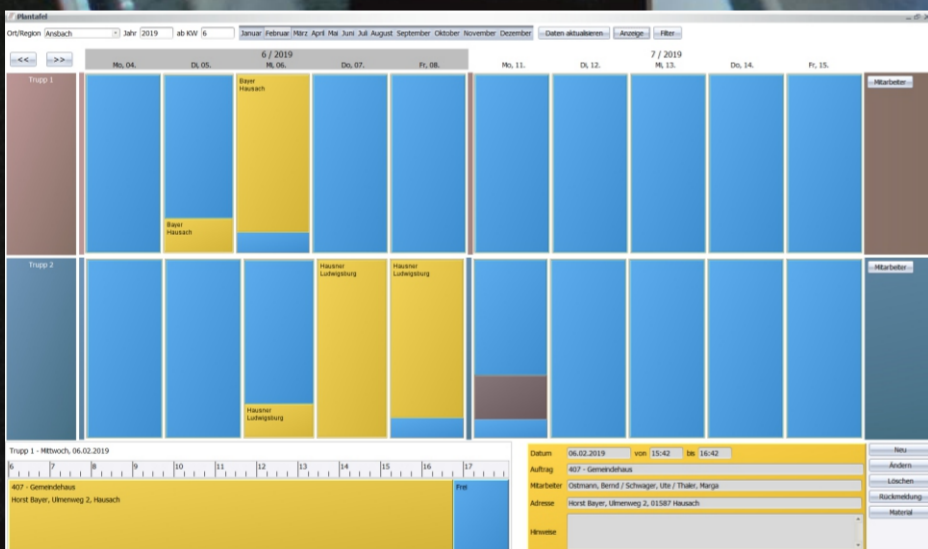 Plantafel
Ort/Region Ansbach Jahr 2019 ab KW 6 Januar Februar März April Mai Juni Juli August September Oktober November Dezember Daten aktualisieren Anzeige Filter
<< >> 6 / 2019 7 / 2019
Mo, 04. Di, 05. Mi, 06. Do, 07. Fr, 08. Mo, 11. Di, 12. Mi, 13. Do, 14. Fr, 15.
Trupp 1 Bayer Mitarbeiter
Hausach
Bayer
Hausach
Trupp 2 Hausner Hausner Mitarbeiter
Ludwigsburg Ludwigsburg
Hausner
Ludwigsburg
Trupp 1 - Mittwoch, 06.02.2019
6 7 8 9 10 11 12 13 14 15 16 17
407 - Gemeindehaus Frei
Horst Bayer, Ulmenweg 2, Hausach
Datum 06.02.2019 von 15:42 bis 16:42
Auftrag 407 - Gemeindehaus
Mitarbeiter Ostmann, Bernd / Schwager, Ute / Thaler, Marga
Adresse Horst Bayer, Ulmenweg 2, 01587 Hausach
Hinweise
Neu
Ändern
Löschen
Rückmeldung
Material